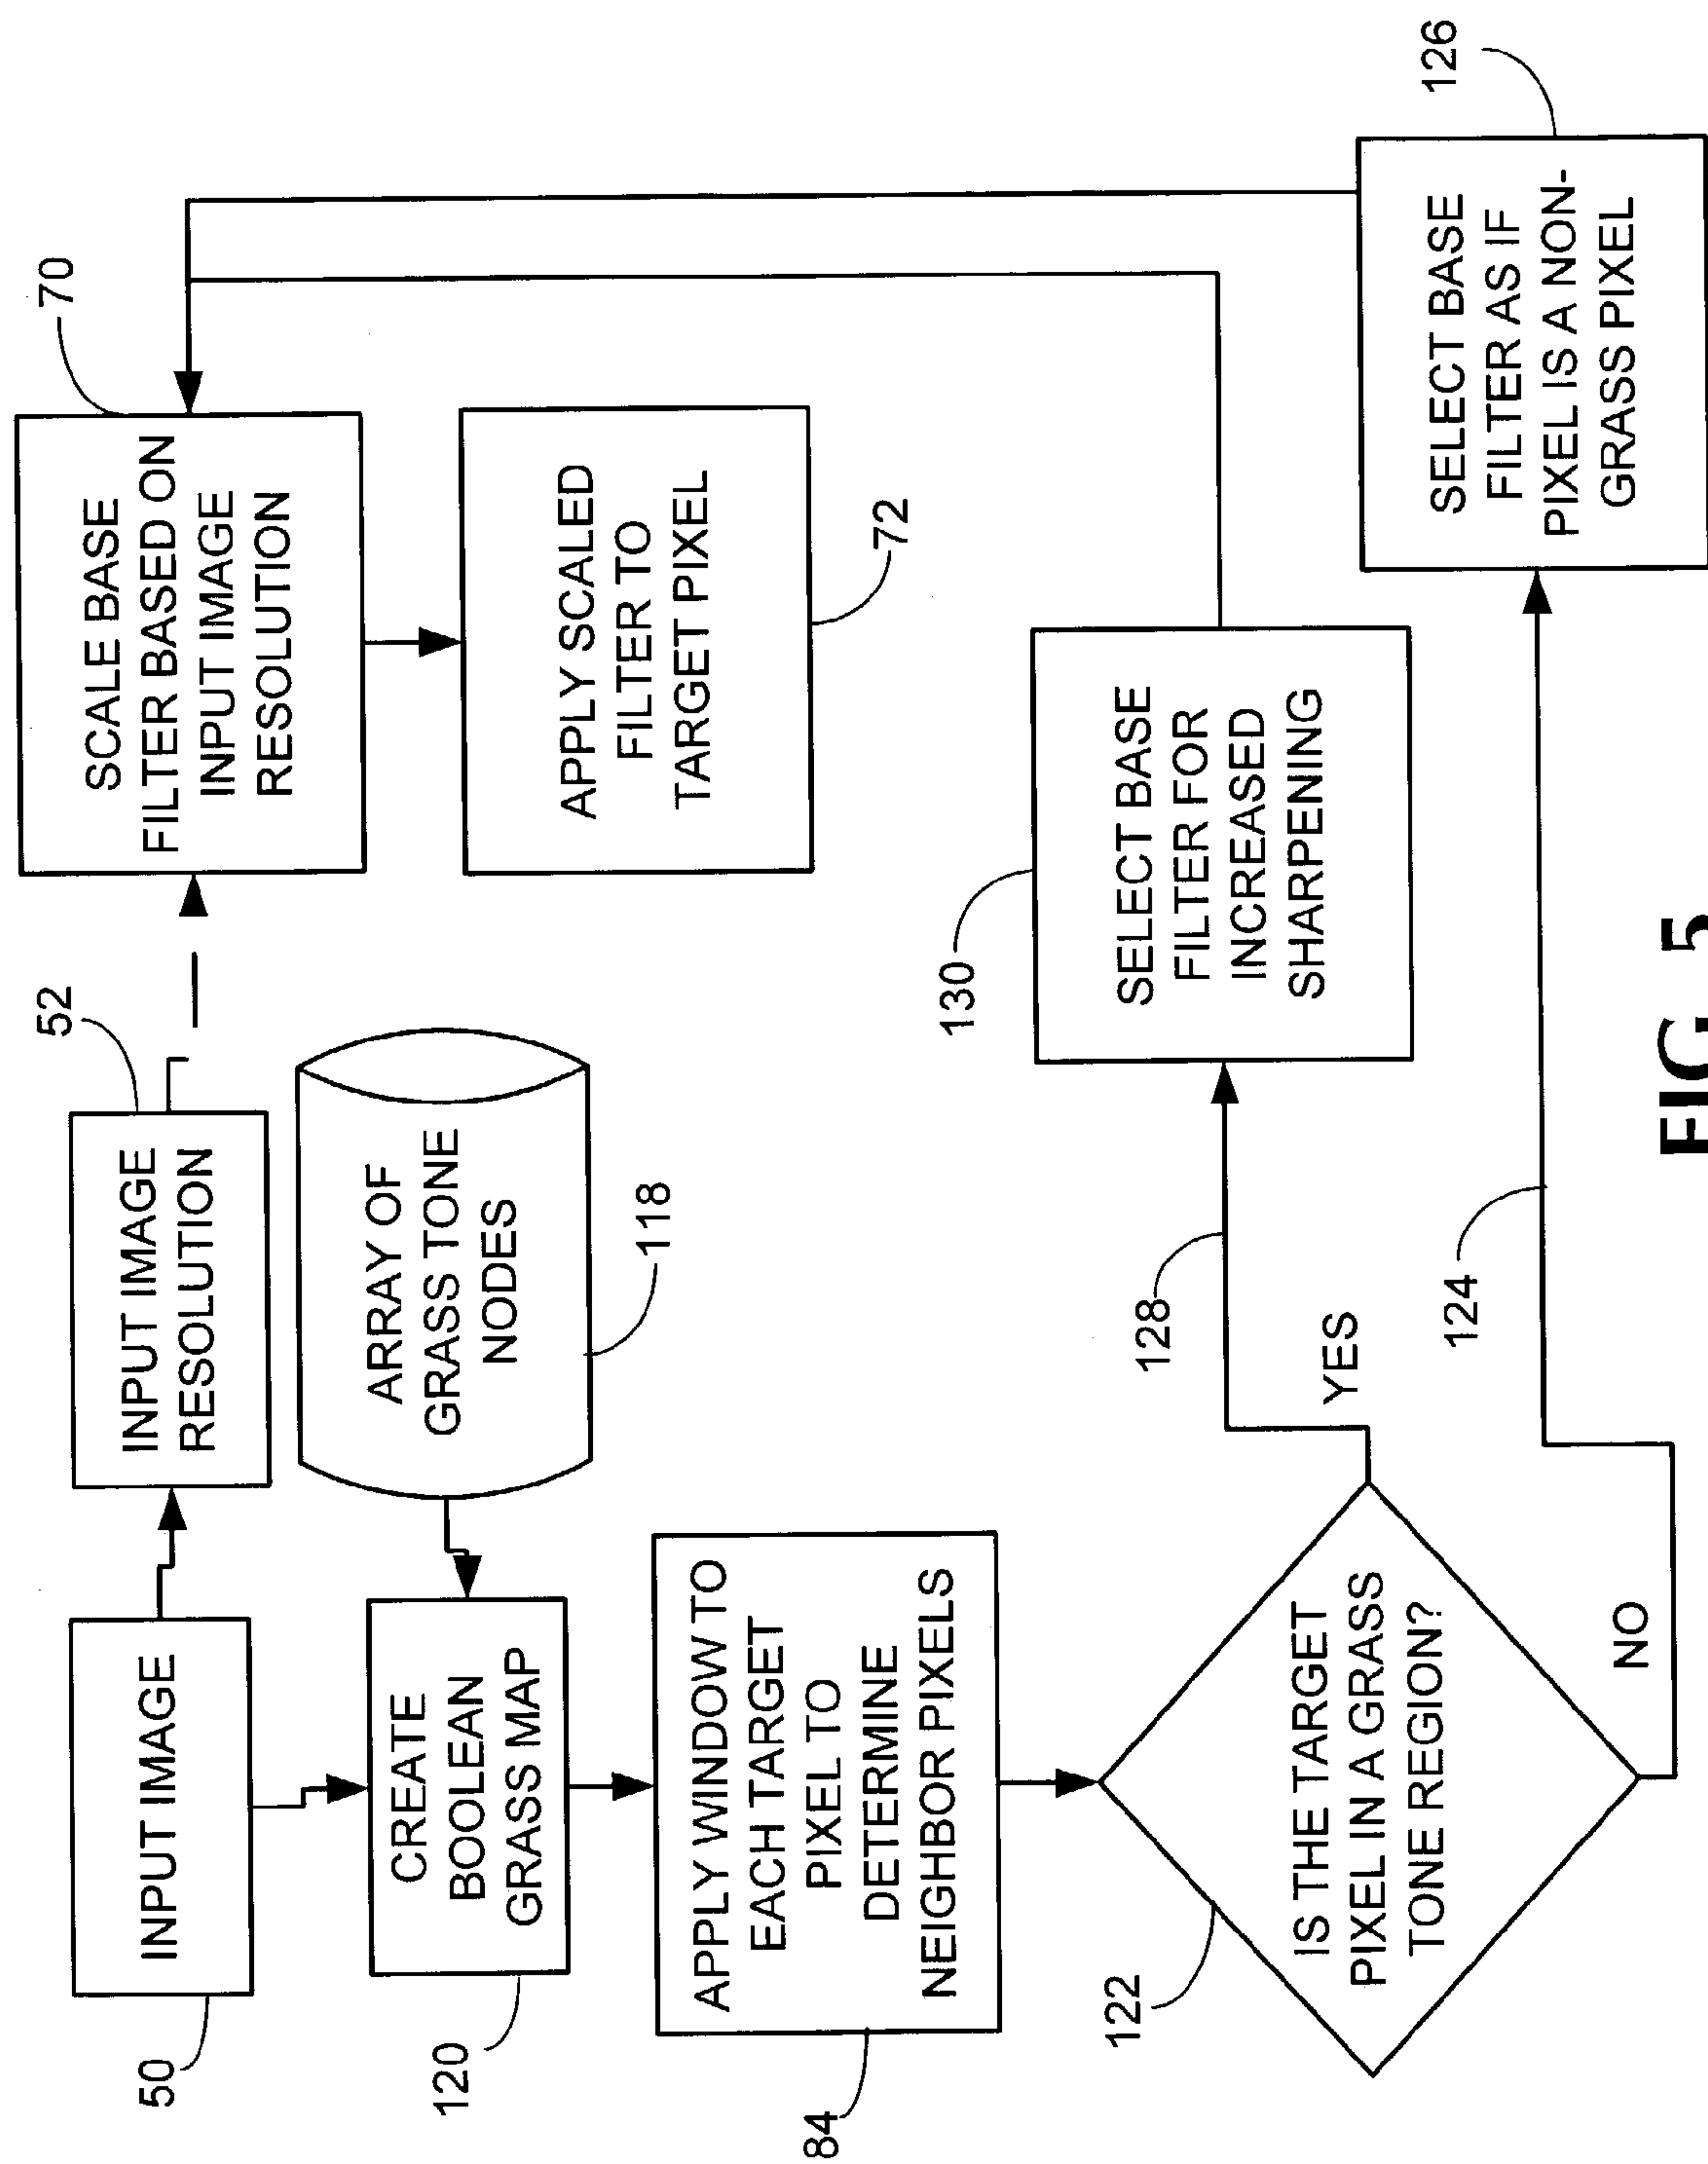 50
INPUT IMAGE
52
INPUT IMAGE
RESOLUTION
70
SCALE BASE
FILTER BASED ON
INPUT IMAGE
RESOLUTION
120
CREATE
BOOLEAN
GRASS MAP
ARRAY OF
GRASS TONE
NODES
118
APPLY SCALED
FILTER TO
TARGET PIXEL
72
84
APPLY WINDOW TO
EACH TARGET
PIXEL TO
DETERMINE
NEIGHBOR PIXELS
122
IS THE TARGET
PIXEL IN A GRASS
TONE REGION?
YES
128
130
SELECT BASE
FILTER FOR
INCREASED
SHARPENING
NO
124
126
SELECT BASE
FILTER AS IF
PIXEL IS A NON-
GRASS PIXEL
FIG. 5